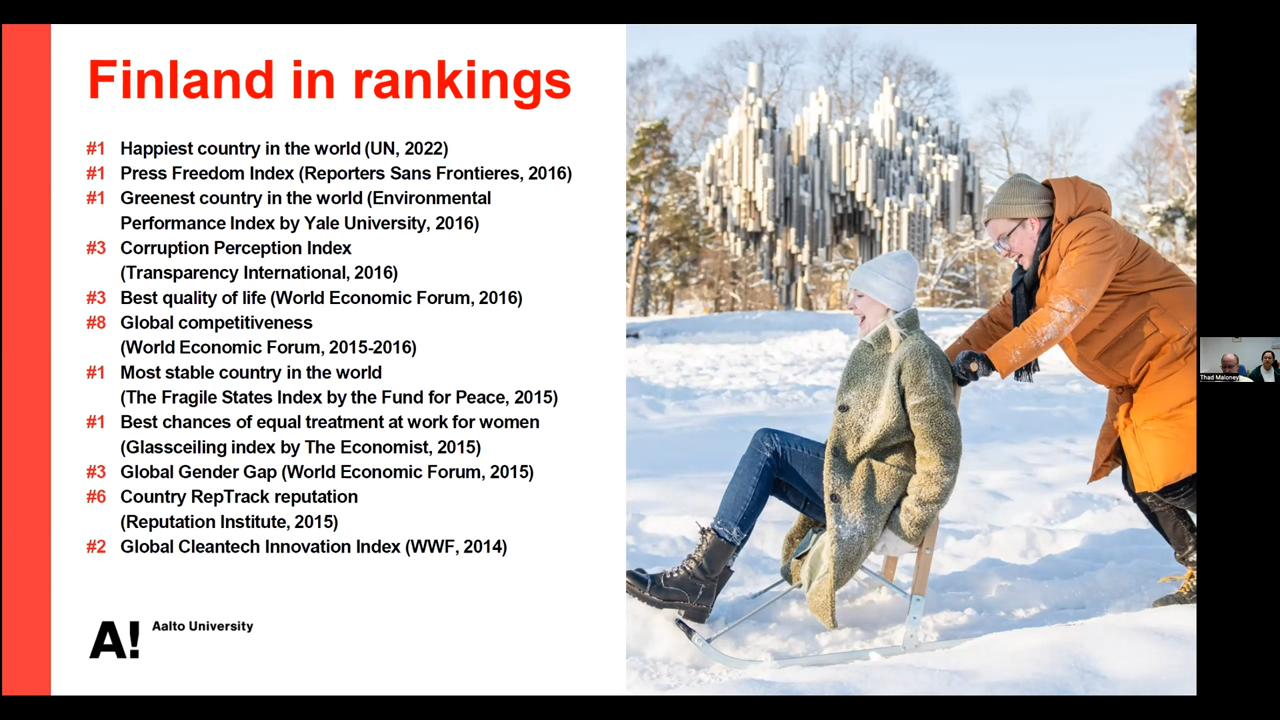 Finland in rankings
#1 Happiest country in the world (UN, 2022)
#1 Press Freedom Index (Reporters Sans Frontieres, 2016)
#1 Greenest country in the world (Environmental
Performance Index by Yale University, 2016)
#3 Corruption Perception Index
(Transparency International, 2016)
#3 Best quality of life (World Economic Forum, 2016)
#8 Global competitiveness
(World Economic Forum, 2015-2016)
#1 Most stable country in the world
(The Fragile States Index by the Fund for Peace, 2015)
#1 Best chances of equal treatment at work for women
(Glassceiling index by The Economist, 2015)
#3 Global Gender Gap (World Economic Forum, 2015)
#6 Country RepTrack reputation
(Reputation Institute, 2015)
#2 Global Cleantech Innovation Index (WWF, 2014)
A! Aalto University
Thad Maloney